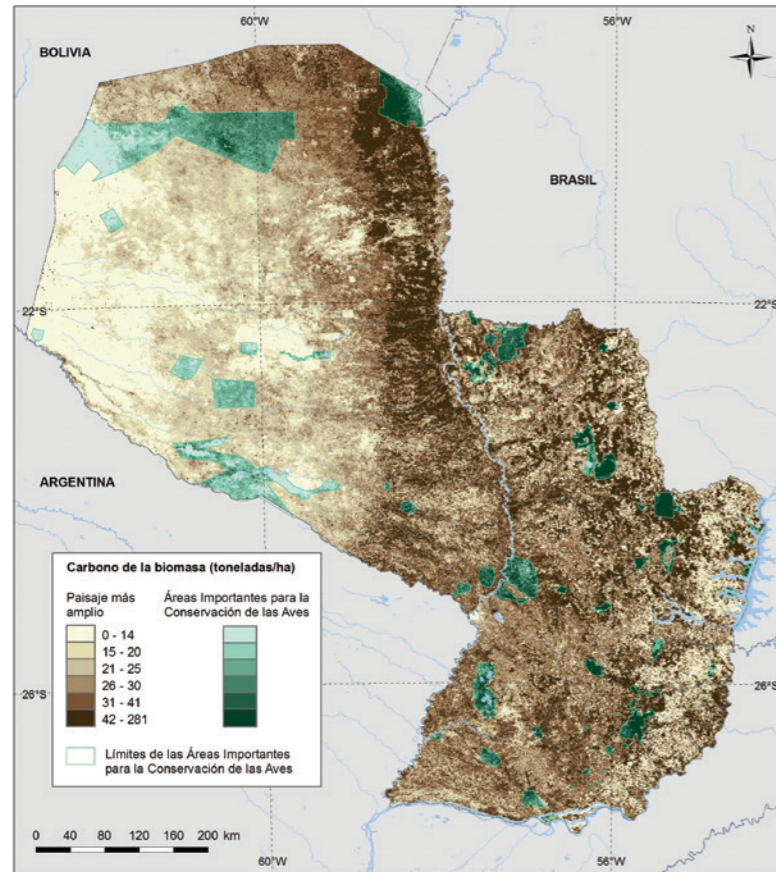 60°W
56°W
BOLIVIA
N
BRASIL
22°S
22°S
ARGENTINA
Carbono de la biomasa (toneladas/ha)
Paisaje más
amplio
Áreas Importantes para la
Conservación de las Aves
0 - 14
15 - 20
21 - 25
26 - 30
31 - 41
42 - 281
Límites de las Áreas Importantes
para la Conservación de las Aves
26°S
26°S
0 40 80 120 160 200 km
60°W
56°W